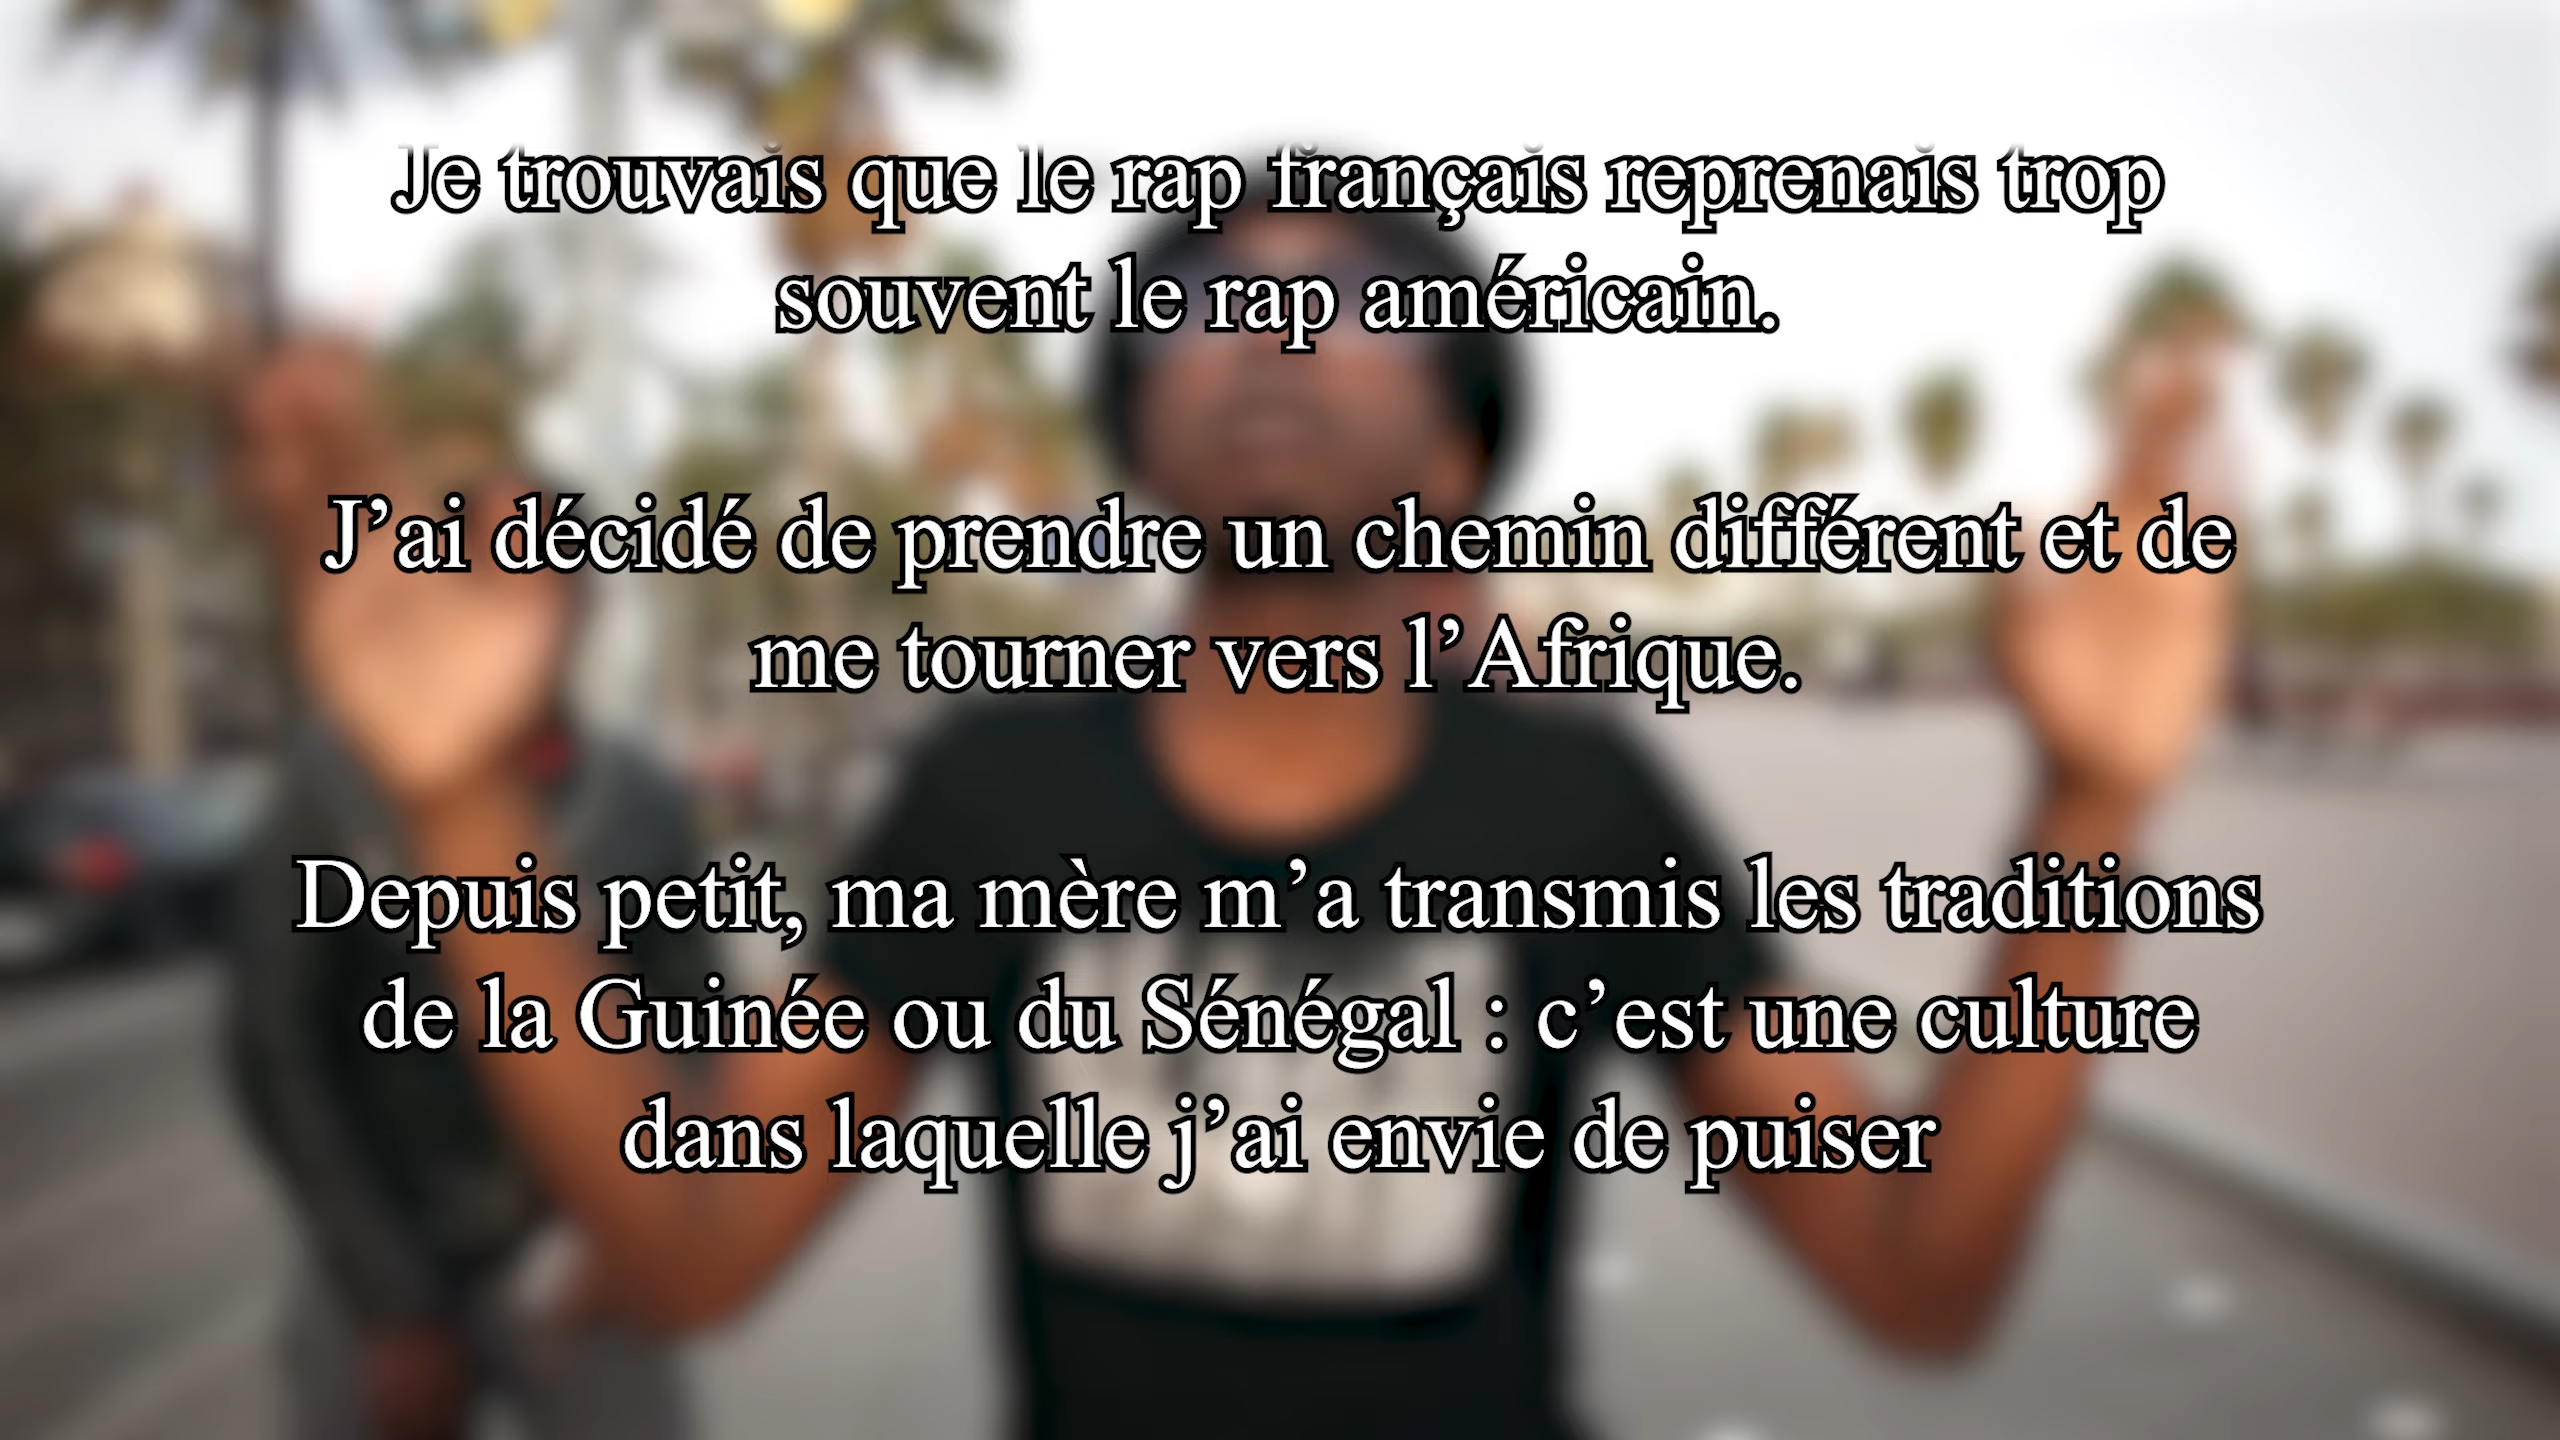 Je trouvais que le rap français reprenais trop
souvent le rap américain.
J’ai décidé de prendre un chemin différent et de
me tourner vers l’Afrique.
Depuis petit, ma mère m’a transmis les traditions
de la Guinée ou du Sénégal : c’est une culture
dans laquelle j’ai envie de puiser